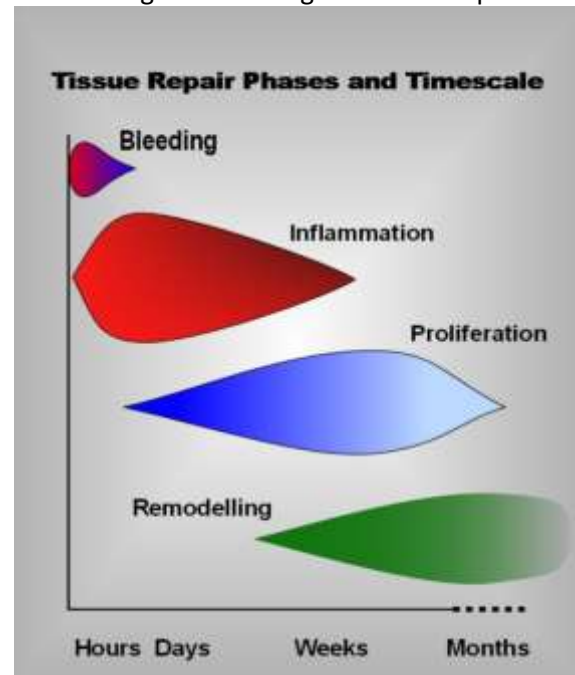 Tissue Repair Phases and Timescale
Bleeding
Inflammation
Proliferation
Remodelling
Hours Days Weeks Months